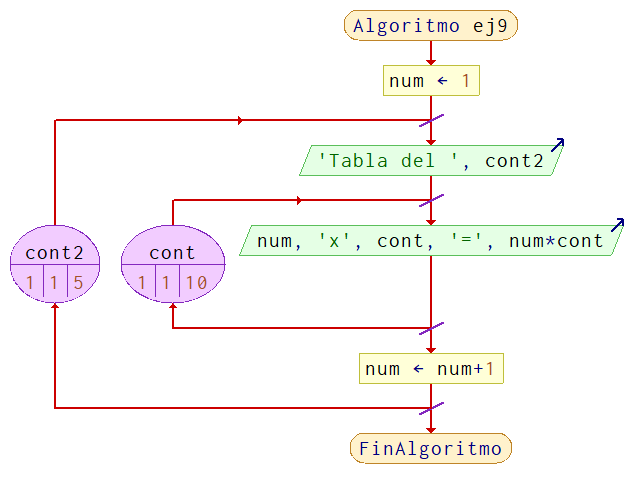 Algoritmo ej9
num ← 1
'Tabla del ', cont2
cont2
1 1 5
cont
1 1 10
num, 'x', cont, '=', num*cont
num ← num+1
FinAlgoritmo